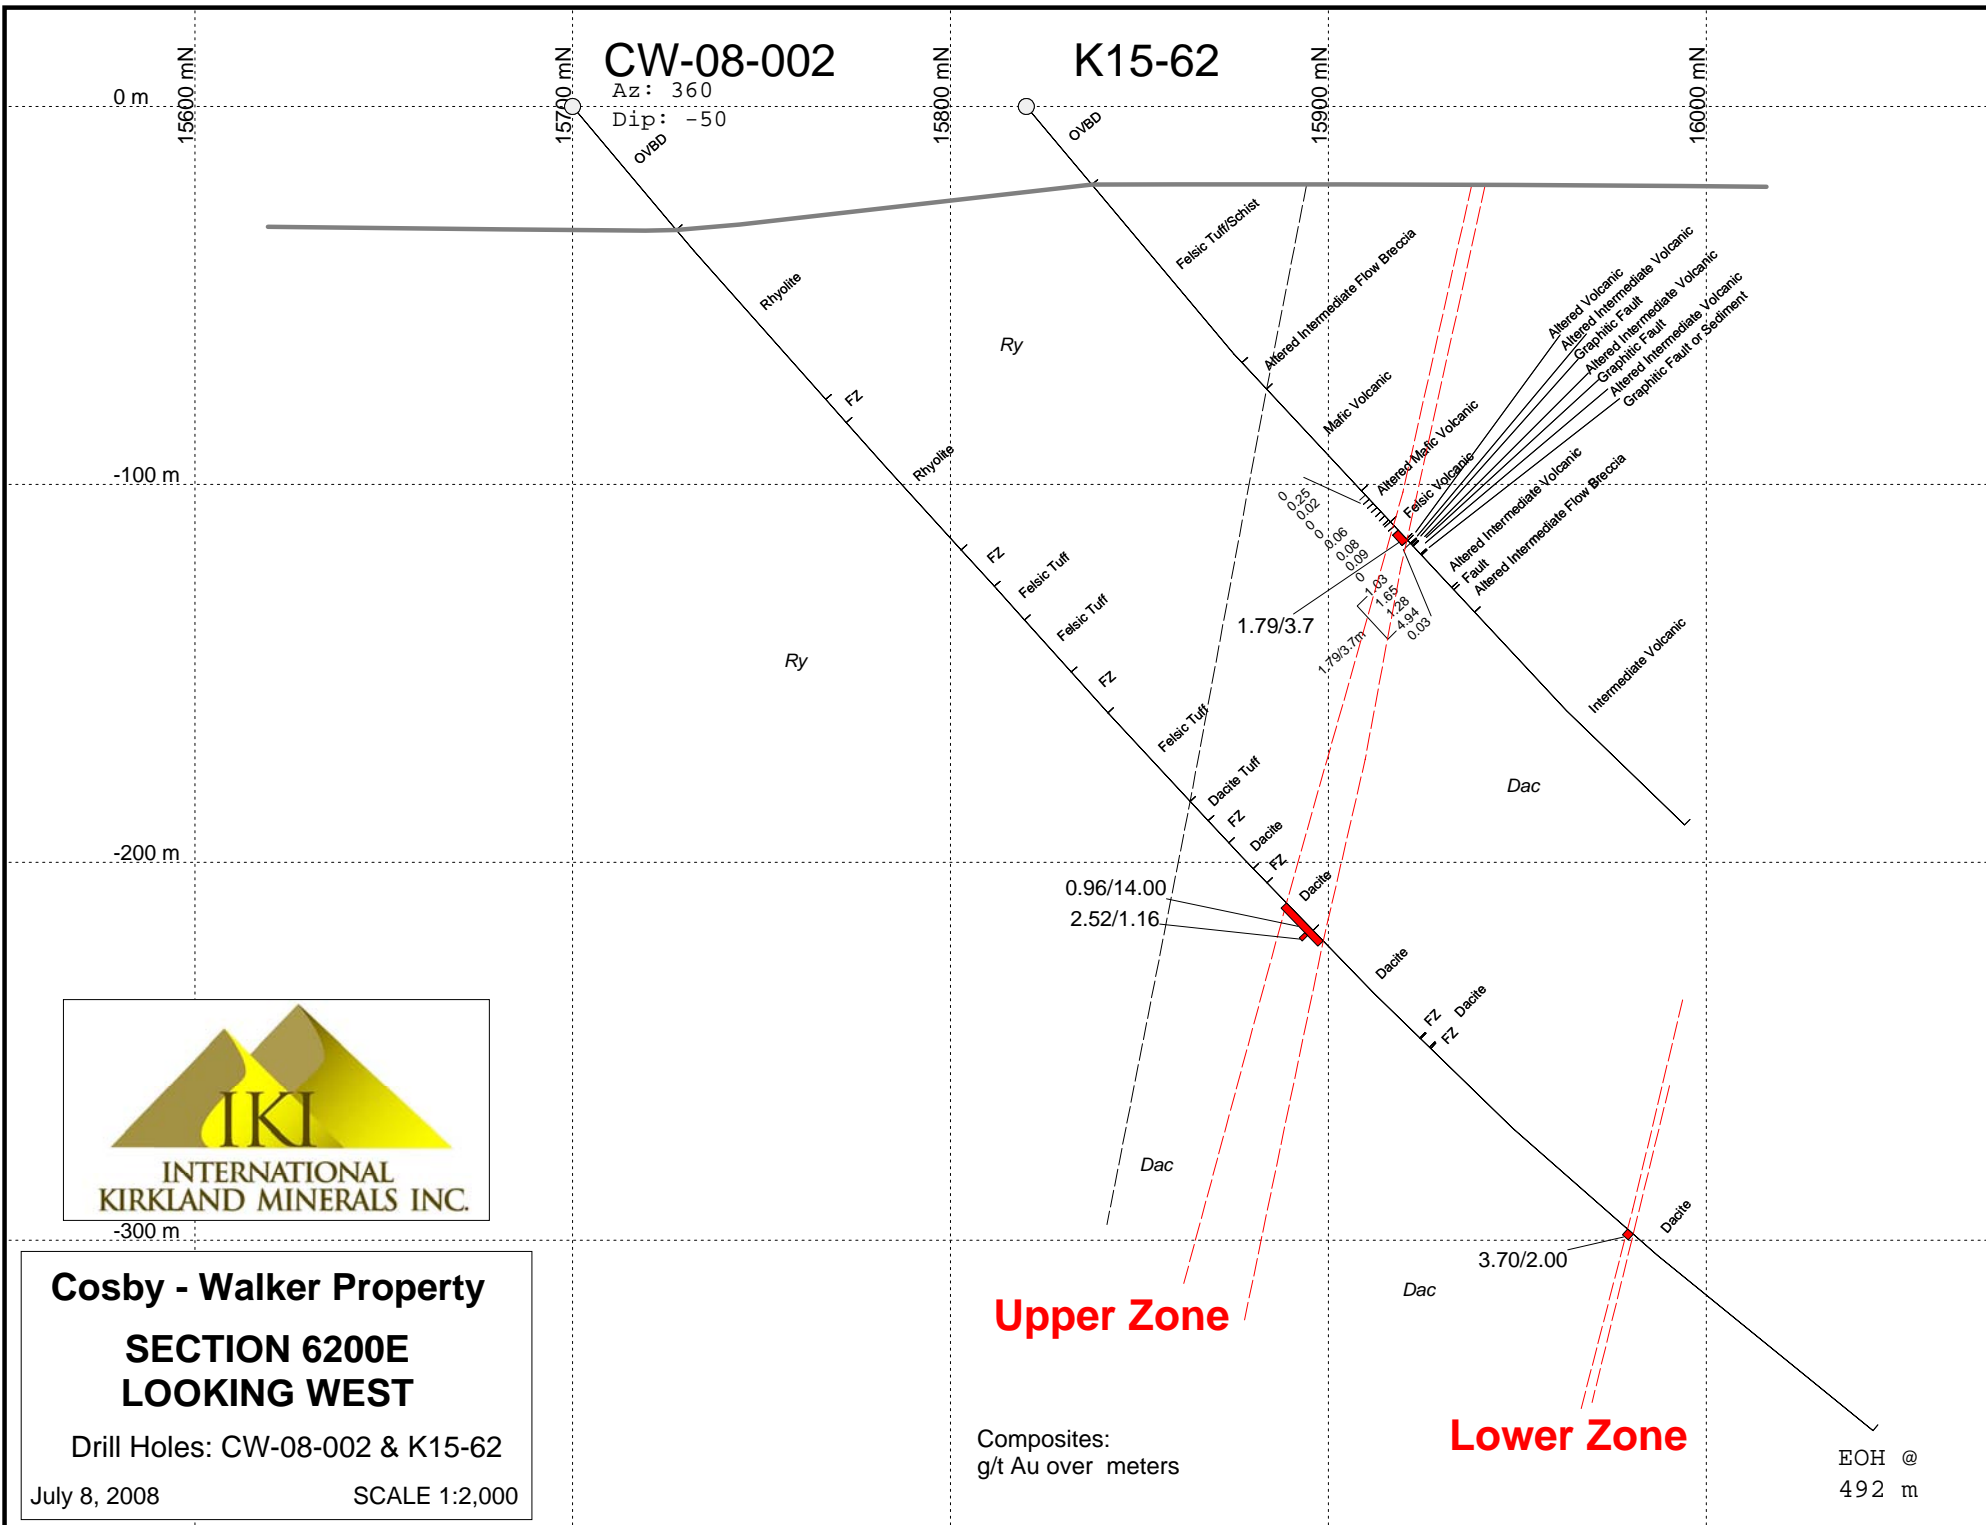 CW-08-002
K15-62
Az: 360
Dip: -50
15600 mN
15700 mN
15800 mN
15900 mN
16000 mN
0 m
-100 m
-200 m
-300 m
OVBD
Rhyolite
FZ
Rhyolite
FZ
Felsic Tuff
Felsic Tuff
FZ
Felsic Tuff
Dacite Tuff
FZ
Dacite
FZ
Dacite
Dacite
FZ
Dacite
FZ
Dacite
OVBD
Felsic Tuff/Schist
Altered Intermediate Flow Breccia
Mafic Volcanic
Altered Mafic Volcanic
Felsic Volcanic
Altered Volcanic
Altered Intermediate Volcanic
Graphitic Fault
Altered Intermediate Volcanic
Graphitic Fault
Altered Intermediate Volcanic
Graphitic Fault or Sediment
Altered Intermediate Volcanic
Fault
Altered Intermediate Flow Breccia
Intermediate Volcanic
0
0.25
0.02
0
0
0.06
0.08
0.09
0
1.03
1.65
1.28
4.94
0.03
1.79/3.7m
1.79/3.7
Ry
Ry
Dac
Dac
Dac
0.96/14.00
2.52/1.16
3.70/2.00
Upper Zone
Lower Zone
IKI
INTERNATIONAL
KIRKLAND MINERALS INC.
Cosby - Walker Property
SECTION 6200E
LOOKING WEST
Drill Holes: CW-08-002 & K15-62
July 8, 2008
SCALE 1:2,000
Composites:
g/t Au over meters
EOH @
492 m